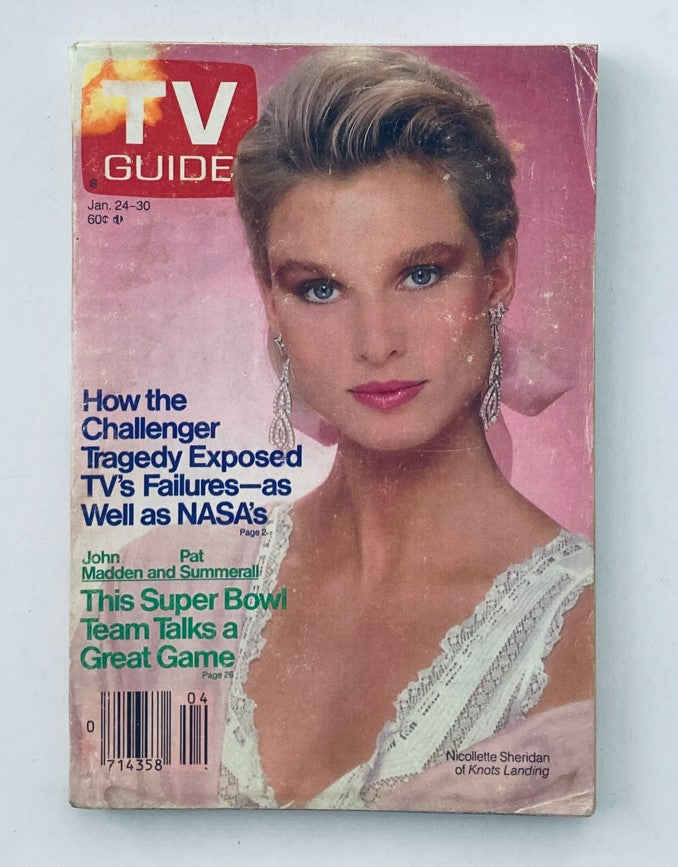 TV
GUIDE
®
Jan. 24-30
60¢
How the
Challenger
Tragedy Exposed
TV's Failures—as
Well as NASA's
Page 2
John Pat
Madden and Summerall:
This Super Bowl
Team Talks a
Great Game
Page 26
04
0
714358
Nicollette Sheridan
of Knots Landing